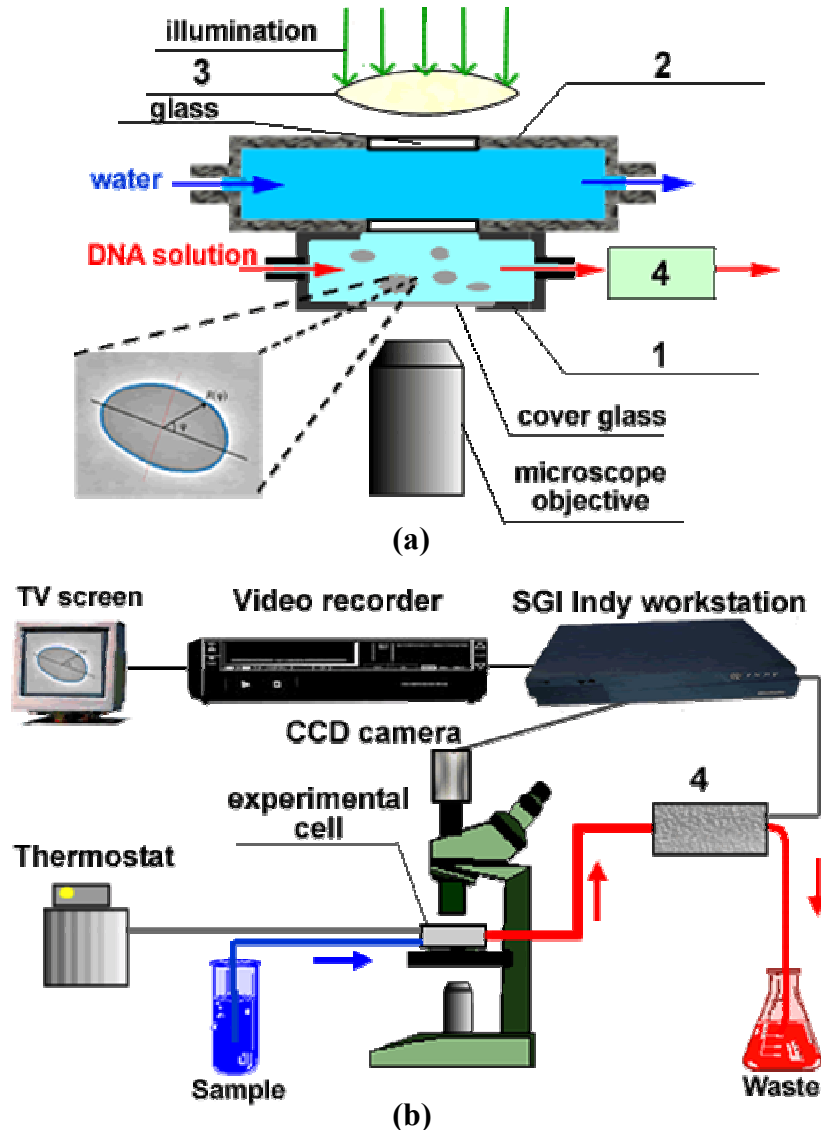 illumination
3
2
glass
water
DNA solution
4
1
R(φ)
φ
cover glass
microscope
objective
(a)
TV screen
Video recorder
SGI Indy workstation
CCD camera
4
experimental
cell
Thermostat
Sample
Waste
(b)